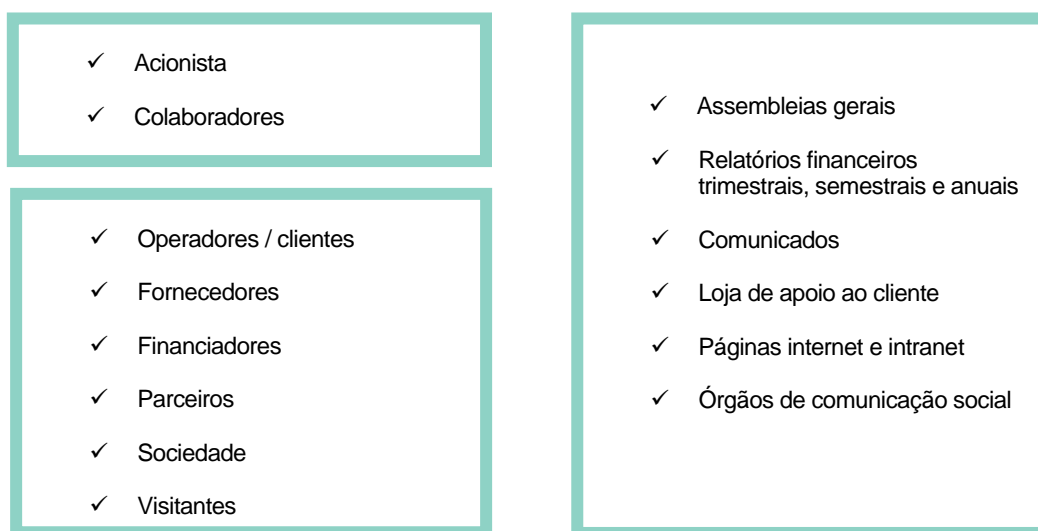 ✓ Acionista
✓ Colaboradores
✓ Operadores / clientes
✓ Fornecedores
✓ Financiadores
✓ Parceiros
✓ Sociedade
✓ Visitantes
✓ Assembleias gerais
✓ Relatórios financeiros
trimestrais, semestrais e anuais
✓ Comunicados
✓ Loja de apoio ao cliente
✓ Páginas internet e intranet
✓ Órgãos de comunicação social